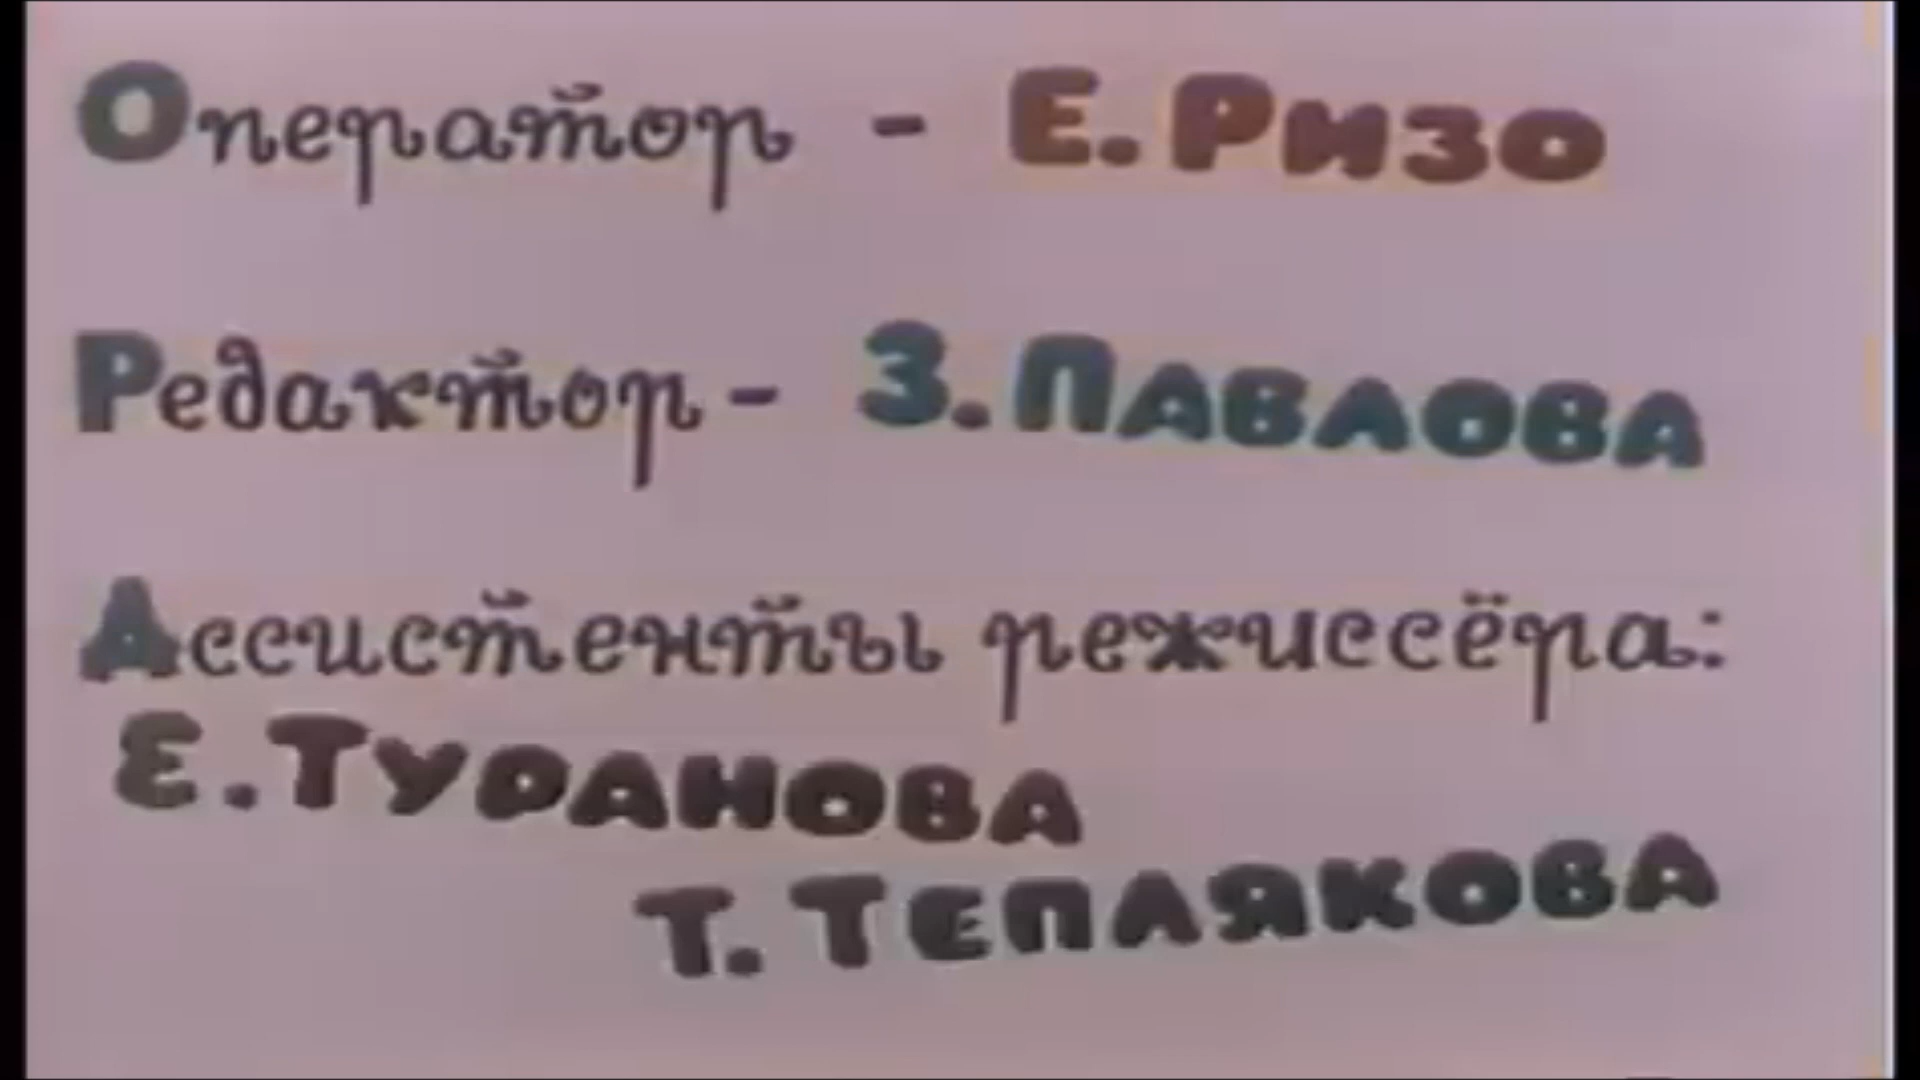 Оператор - Е. Ризо
Редактор - З. Павлова
Ассистенты режиссёра:
Е. Туранова
Т. Теплякова